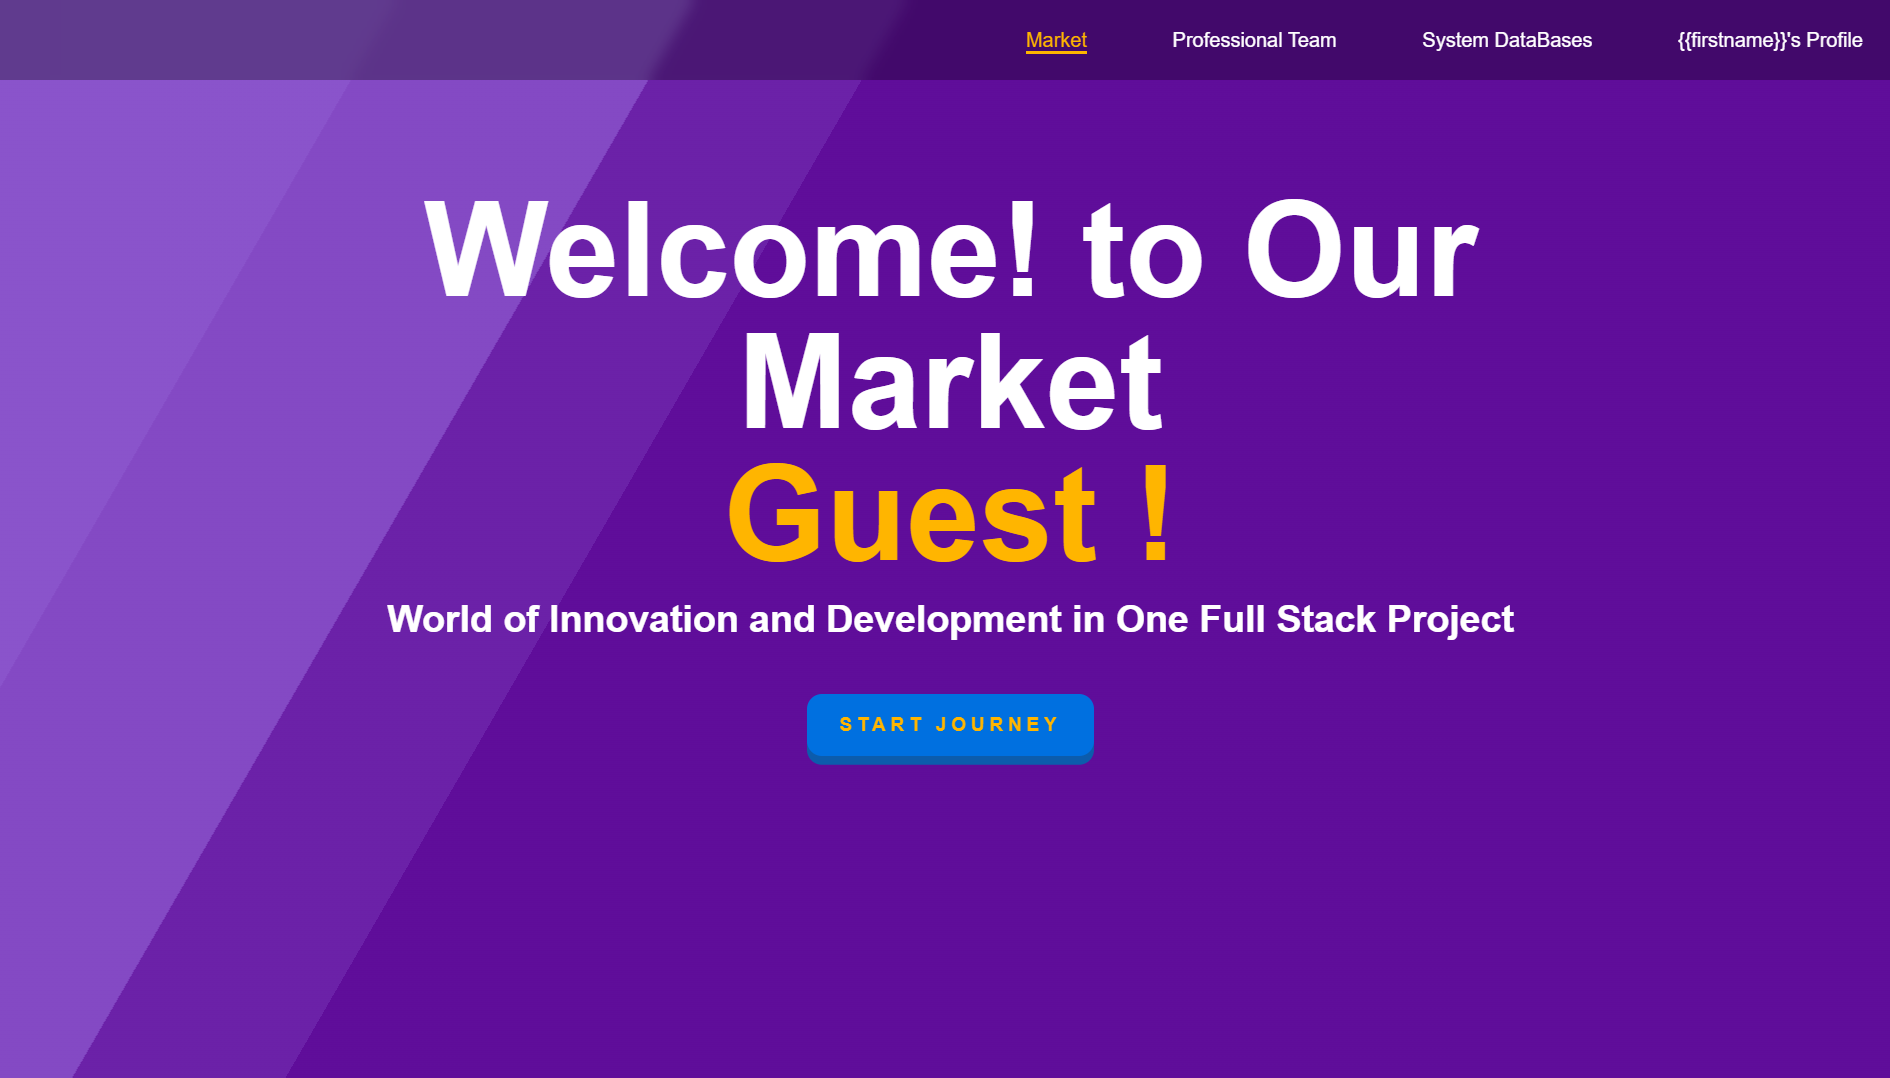 Market
Professional Team
System DataBases
{{firstname}}'s Profile
Welcome! to Our
Market
Guest !
World of Innovation and Development in One Full Stack Project
START JOURNEY